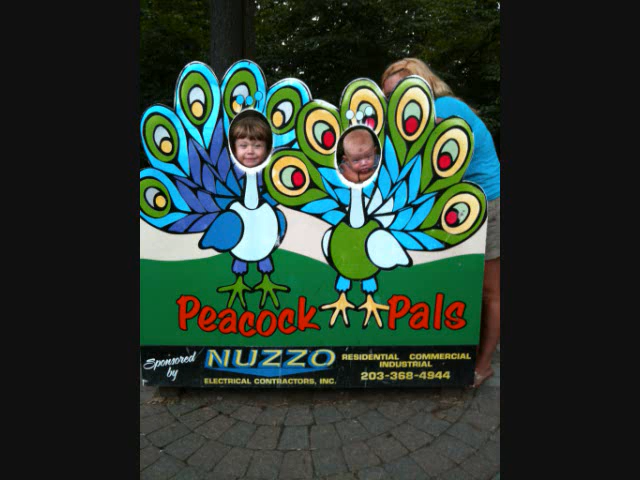 Peacock Pals
Sponsored by
NUZZO
ELECTRICAL CONTRACTORS, INC.
RESIDENTIAL COMMERCIAL
INDUSTRIAL
203-368-4944